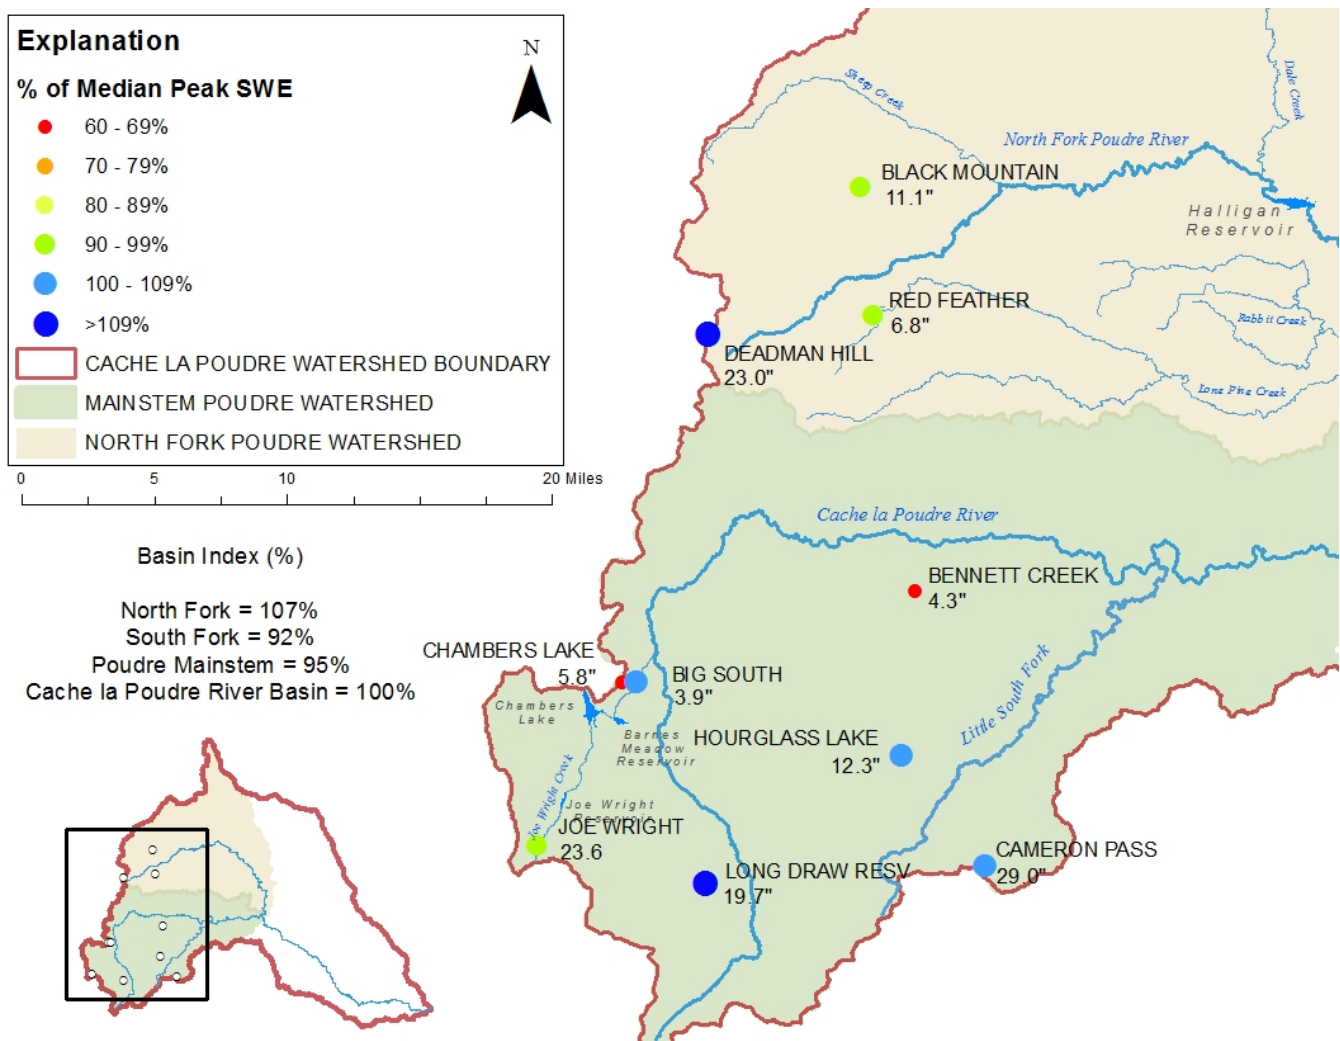 Explanation
N
% of Median Peak SWE
60 - 69%
70 - 79%
80 - 89%
90 - 99%
100 - 109%
>109%
CACHE LA POUDRE WATERSHED BOUNDARY
MAINSTEM POUDRE WATERSHED
NORTH FORK POUDRE WATERSHED
0 5 10 20 Miles
Basin Index (%)
North Fork = 107%
South Fork = 92%
Poudre Mainstem = 95%
Cache la Poudre River Basin = 100%
Sheep Creek
Dale Creek
North Fork Poudre River
BLACK MOUNTAIN
11.1"
Halligan
Reservoir
RED FEATHER
6.8"
Rabbit Creek
DEADMAN HILL
23.0"
Lone Pine Creek
Cache la Poudre River
BENNETT CREEK
4.3"
CHAMBERS LAKE
5.8"
BIG SOUTH
3.9"
Chambers
Lake
Barnes
Meadow
Reservoir
Little South Fork
HOURGLASS LAKE
12.3"
Joe Wright Creek
Joe Wright
Reservoir
JOE WRIGHT
23.6
LONG DRAW RESV
19.7"
CAMERON PASS
29.0"